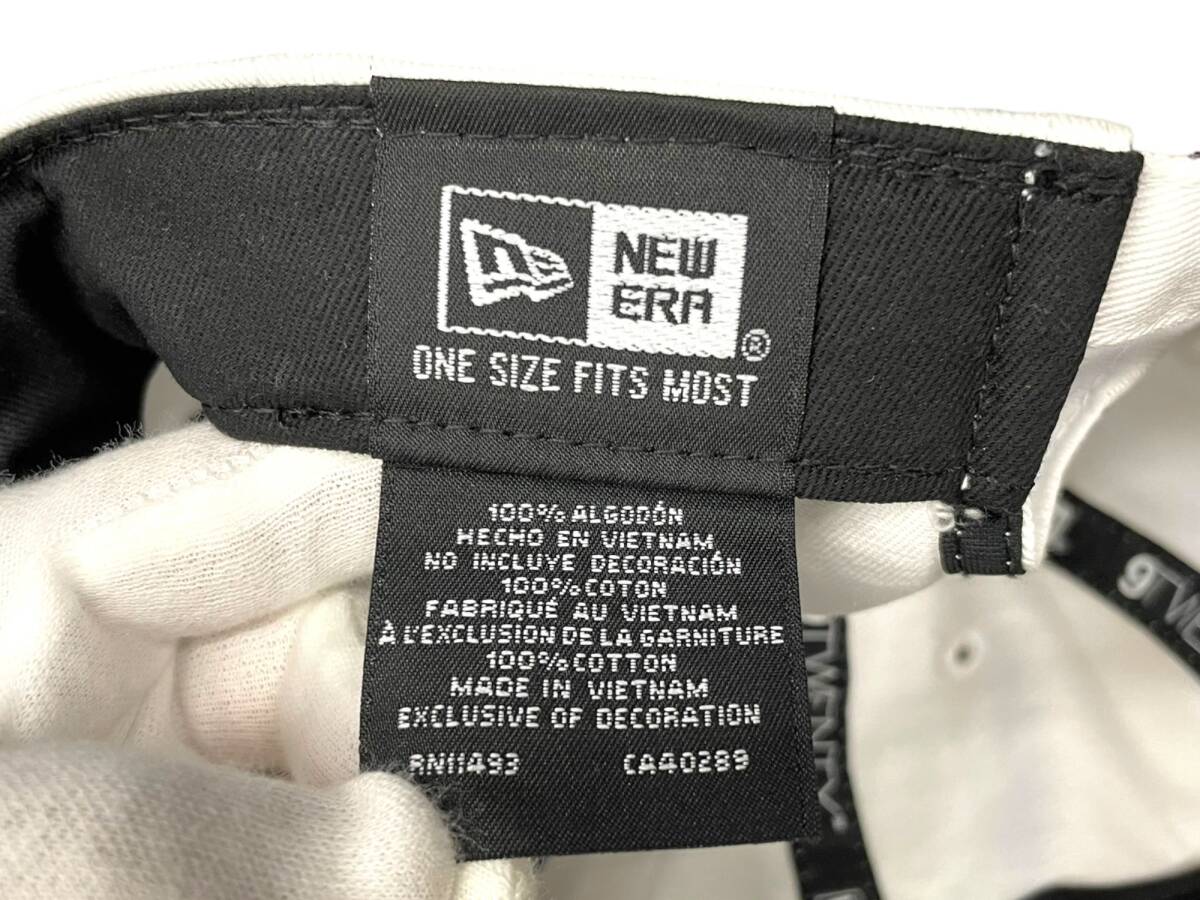 NEW
ERA
®
ONE SIZE FITS MOST
100% ALGODÓN
HECHO EN VIETNAM
NO INCLUYE DECORACIÓN
100% COTON
FABRIQUÉ AU VIETNAM
À L'EXCLUSION DE LA GARNITURE
100% COTTON
MADE IN VIETNAM
EXCLUSIVE OF DECORATION
RN11493 CA40289